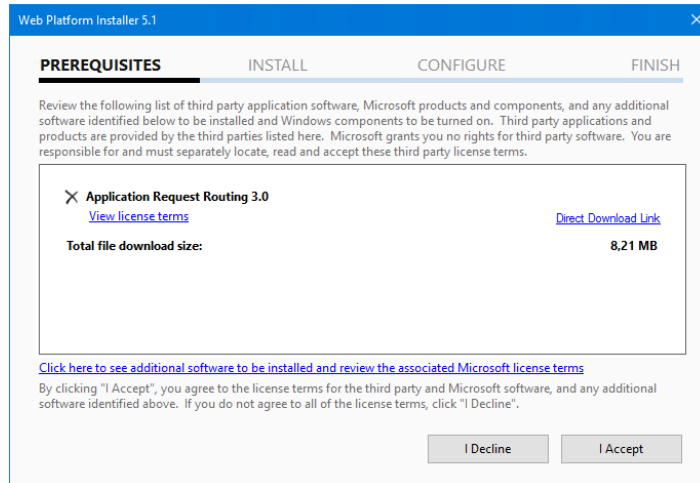 Web Platform Installer 5.1
PREREQUISITES INSTALL CONFIGURE FINISH
Review the following list of third party application software, Microsoft products and components, and any additional
software identified below to be installed and Windows components to be turned on. Third party applications and
products are provided by the third parties listed here. Microsoft grants you no rights for third party software. You are
responsible for and must separately locate, read and accept these third party license terms.
Application Request Routing 3.0
View license terms Direct Download Link
Total file download size: 8,21 MB
Click here to see additional software to be installed and review the associated Microsoft license terms
By clicking "I Accept", you agree to the license terms for the third party and Microsoft software, and any additional
software identified above. If you do not agree to all of the license terms, click "I Decline".
I Decline I Accept